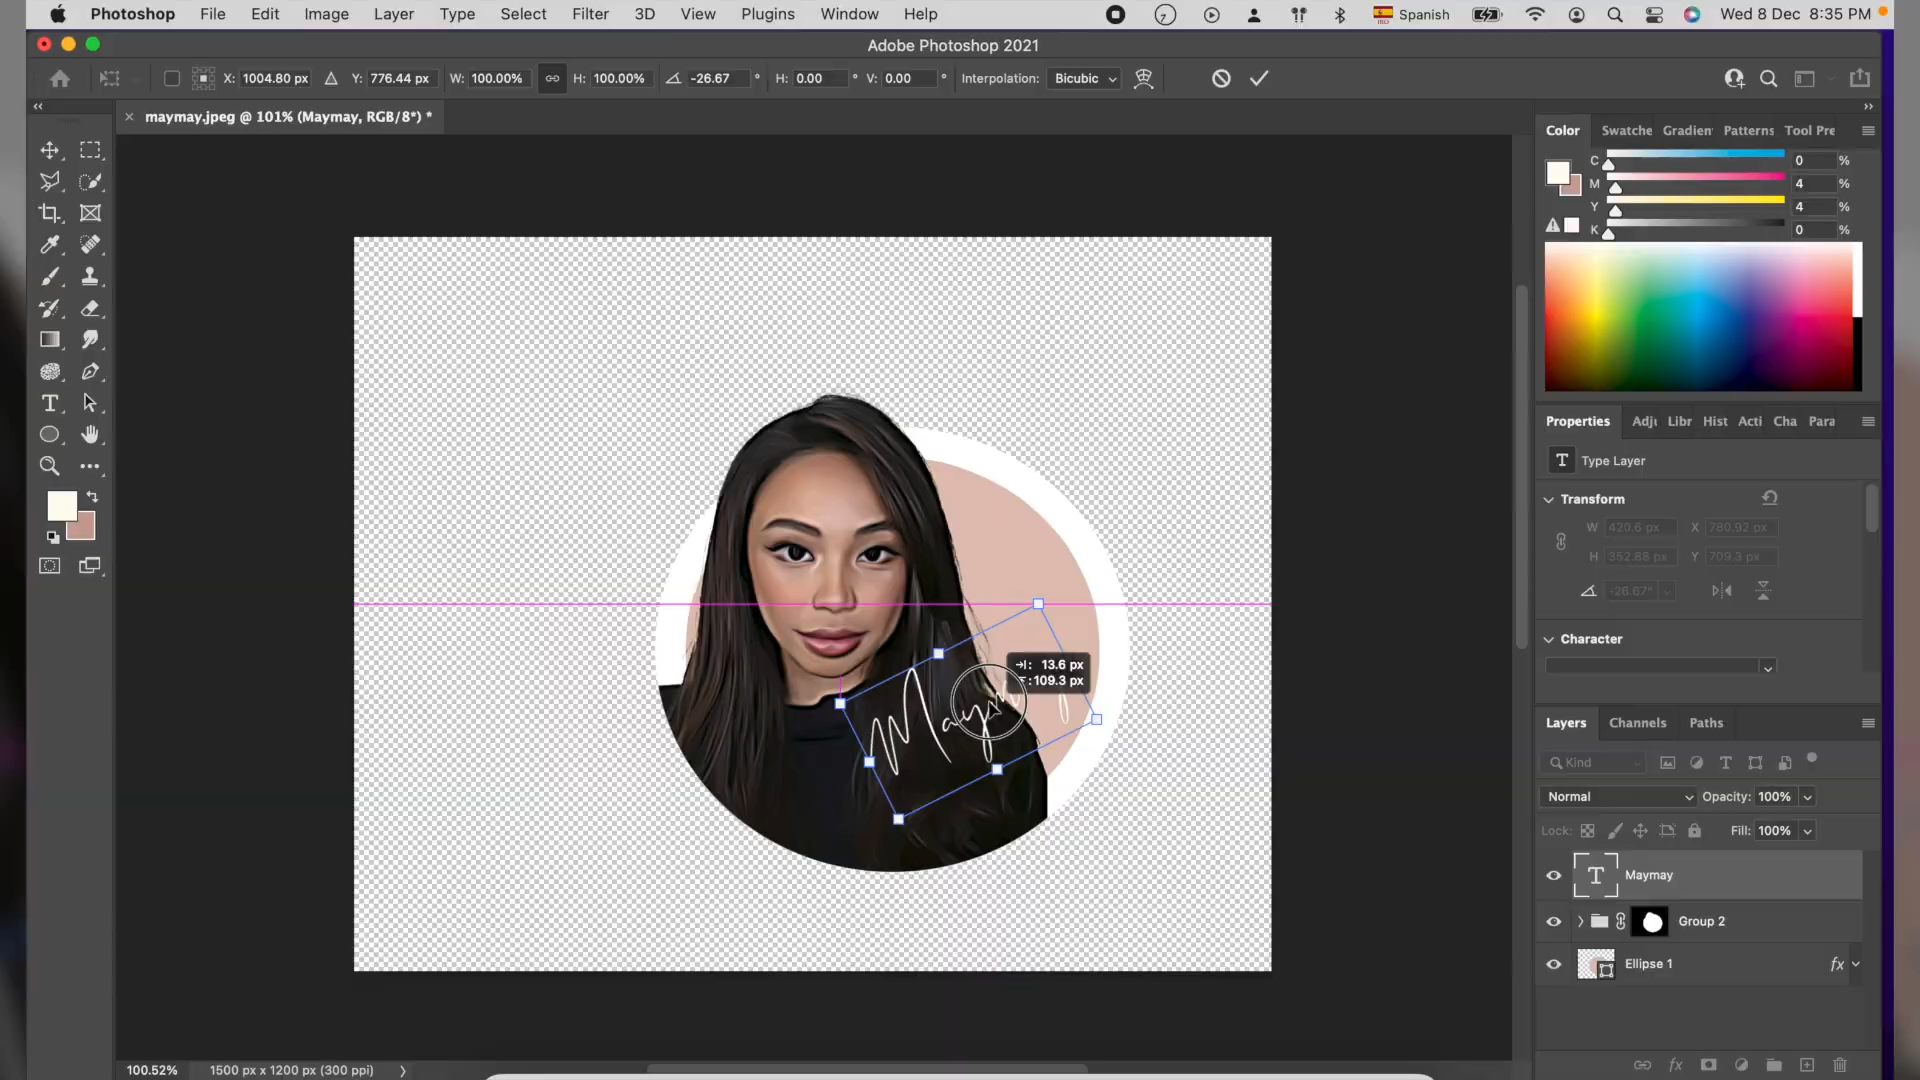 Photoshop File Edit Image Layer Type Select Filter 3D View Plugins Window Help Spanish Wed 8 Dec 8:35 PM
Adobe Photoshop 2021
X: 1004.80 px Y: 776.44 px W: 100.00% H: 100.00% -26.67 ° H: 0.00 ° V: 0.00 ° Interpolation: Bicubic
maymay.jpeg @ 101% (Maymay, RGB/8*) *
Color Swatche Gradien Patterns Tool Pre
C 0 %
M 4 %
Y 4 %
K 0 %
Properties Adju Libr Hist Acti Cha Para
T Type Layer
Transform
W 420.6 px X 780.92 px
H 352.88 px Y 709.3 px
-26.67°
Character
13.6 px
109.3 px
Layers Channels Paths
Kind
Normal Opacity: 100%
Lock: Fill: 100%
T Maymay
Group 2
Ellipse 1 fx
100.52% 1500 px x 1200 px (300 ppi)
fx